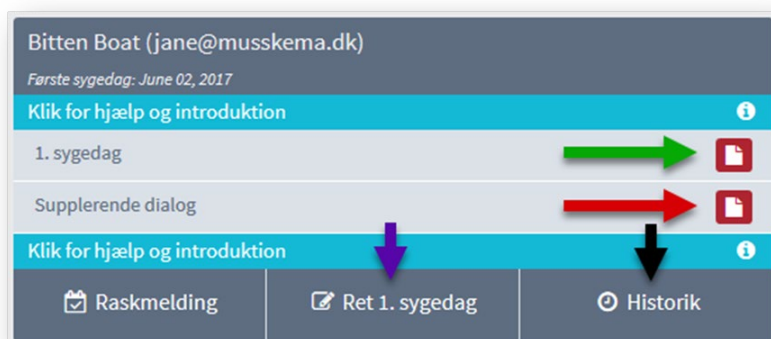 Bitten Boat (jane@musskema.dk)
Første sygedag: June 02, 2017
Klik for hjælp og introduktion
1. sygedag
Supplerende dialog
Klik for hjælp og introduktion
Raskmelding
Ret 1. sygedag
Historik